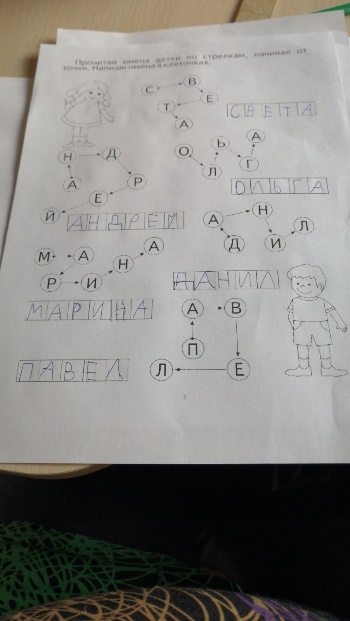 Прочитай имена детей по стрелкам, начиная от
точки. Напиши имена в клеточках.
С В
Т Е
А
СВЕТА
Н Д
А Р
Е
Й
АНДРЕЙ
О Ь А
Л Г
ОЛЬГА
М А А
Р И Н
МАРИНА
А Н Л
Д И
ДАНИЛ
А В
П
Л Е
ПАВЕЛ